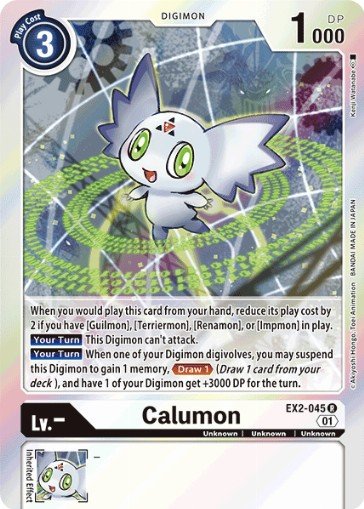 Play Cost
3
DIGIMON
DP
1000
Kenji Watanabe
When you would play this card from your hand, reduce its play cost by
2 if you have [Guilmon], [Terriermon], [Renamon], or [Impmon] in play.
Your Turn This Digimon can't attack.
Your Turn When one of your Digimon digivolves, you may suspend
this Digimon to gain 1 memory, Draw 1 (Draw 1 card from your
deck ), and have 1 of your Digimon get +3000 DP for the turn.
©Akiyoshi Hongo, Toei Animation BANDAI MADE IN JAPAN
Lv.–
Calumon
EX2-045 R
01
Unknown | Unknown | Unknown
Inherited Effect
–